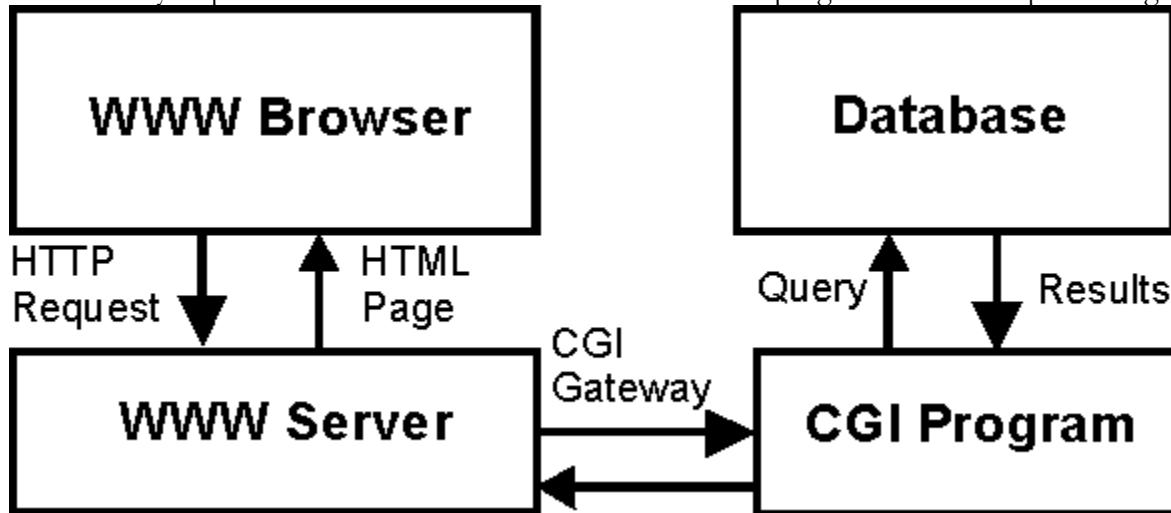 WWW Browser
Database
HTTP
Request
HTML
Page
Query
Results
CGI
Gateway
WWW Server
CGI Program